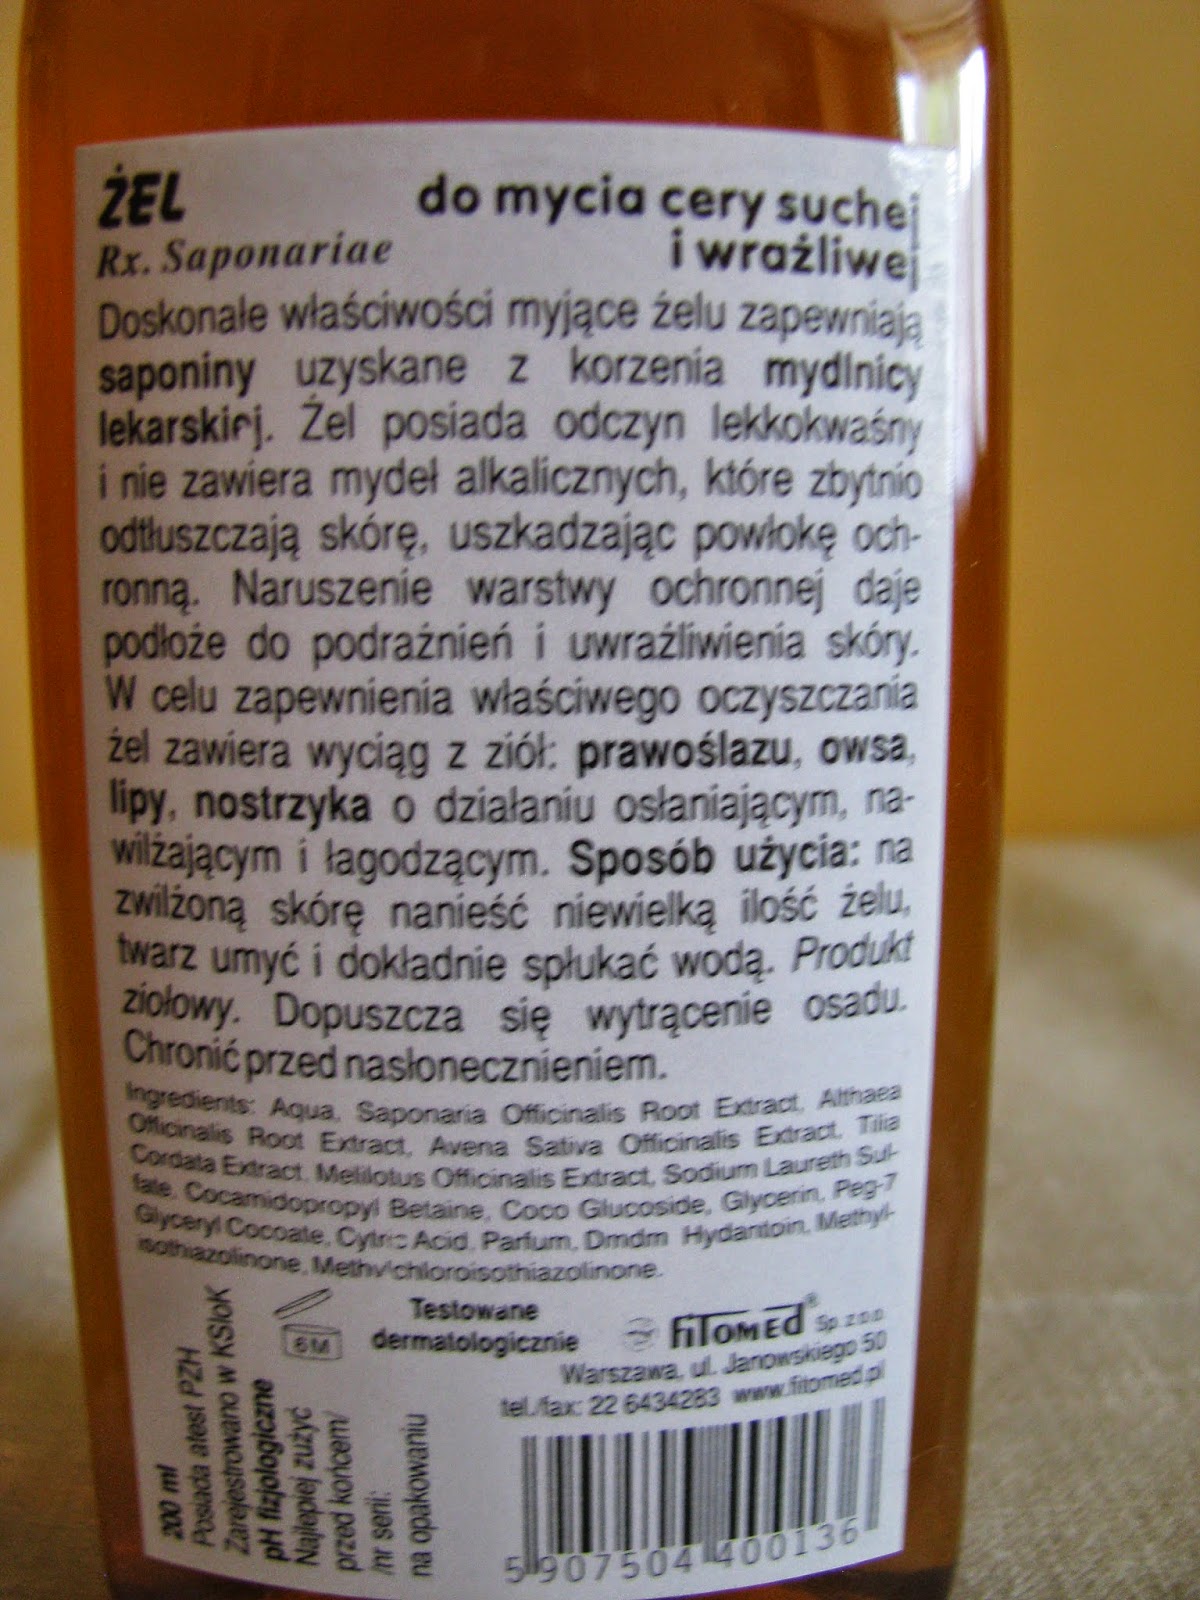 ŻEL
do mycia cery suchej
Rx. Saponariae
i wrażliwej
Doskonałe właściwości myjące żelu zapewniają
saponiny uzyskane z korzenia mydlnicy
lekarskiej. Żel posiada odczyn lekkokwaśny
i nie zawiera mydeł alkalicznych, które zbytnio
odtłuszczają skórę, uszkadzając powłokę och-
ronną. Naruszenie warstwy ochronnej daje
podłoże do podrażnień i uwrażliwienia skóry.
W celu zapewnienia właściwego oczyszczania
żel zawiera wyciąg z ziół: prawoślazu, owsa,
lipy, nostrzyka o działaniu osłaniającym, na-
wilżającym i łagodzącym. Sposób użycia: na
zwilżoną skórę nanieść niewielką ilość żelu,
twarz umyć i dokładnie spłukać wodą. Produkt
ziołowy. Dopuszcza się wytrącenie osadu.
Chronić przed nasłonecznieniem.
Ingredients: Aqua, Saponaria Officinalis Root Extract, Althaea
Officinalis Root Extract, Avena Sativa Officinalis Extract, Tilia
Cordata Extract, Melilotus Officinalis Extract, Sodium Laureth Sul-
fate, Cocamidopropyl Betaine, Coco Glucoside, Glycerin, Peg-7
Glyceryl Cocoate, Cytric Acid, Parfum, Dmdm Hydantoin, Methyl-
isothiazolinone, Methylchloroisothiazolinone.
200 ml
Posiada atest PZH
Zarejestrowano w KSIoK
pH fizjologiczne
Najlepiej zużyć
przed końcem/
/nr serii:
na opakowaniu
6M
Testowane
dermatologicznie
FITOMED® Sp. z o.o.
Warszawa, ul. Janowskiego 50
tel./fax: 22 6434283 www.fitomed.pl
5 907504 400136